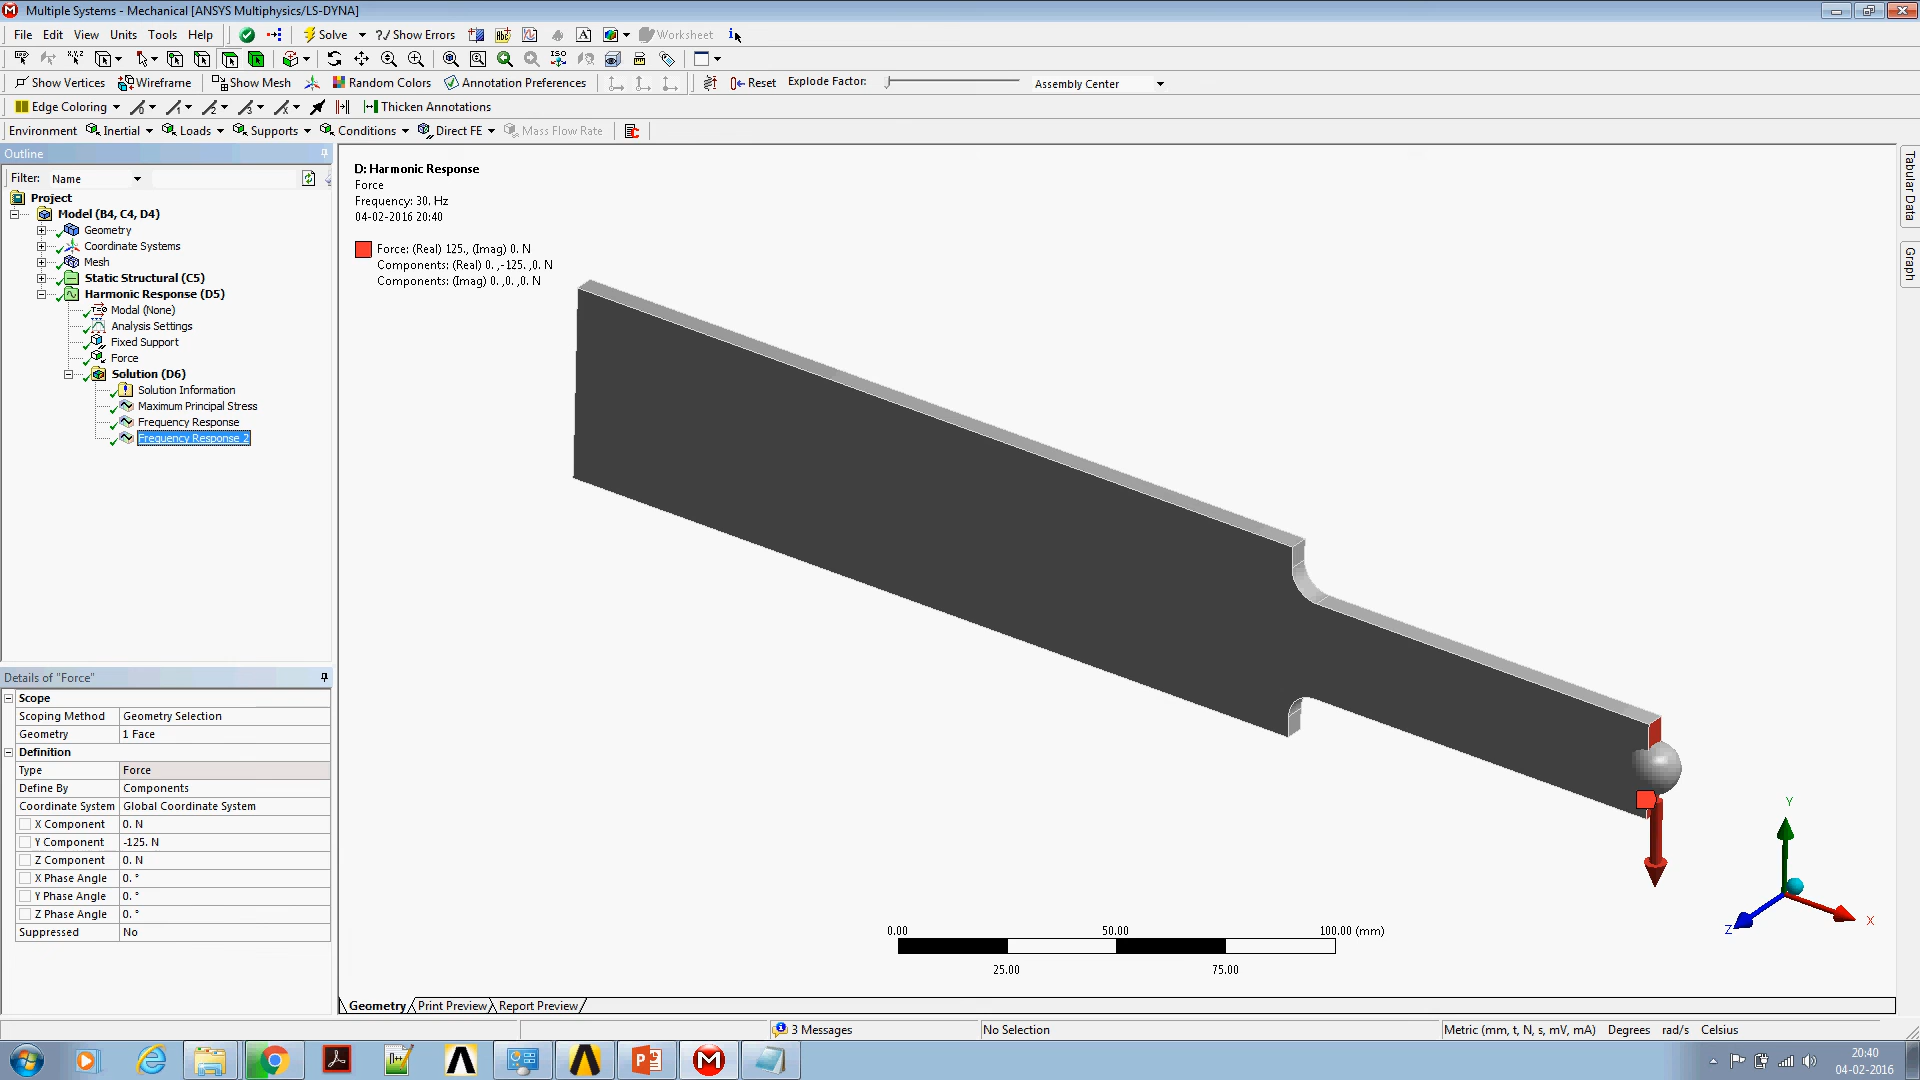 Multiple Systems - Mechanical [ANSYS Multiphysics/LS-DYNA]
File Edit View Units Tools Help Solve ?/ Show Errors Worksheet
Show Vertices Wireframe Show Mesh Random Colors Annotation Preferences Reset Explode Factor: Assembly Center
Edge Coloring Thicken Annotations
Environment Inertial Loads Supports Conditions Direct FE Mass Flow Rate
Outline
Filter: Name
Project
Model (B4, C4, D4)
Geometry
Coordinate Systems
Mesh
Static Structural (C5)
Harmonic Response (D5)
Modal (None)
Analysis Settings
Fixed Support
Force
Solution (D6)
Solution Information
Maximum Principal Stress
Frequency Response
Frequency Response 2
Details of "Force"
Scope
Scoping Method Geometry Selection
Geometry 1 Face
Definition
Type Force
Define By Components
Coordinate System Global Coordinate System
X Component 0. N
Y Component -125. N
Z Component 0. N
X Phase Angle 0. °
Y Phase Angle 0. °
Z Phase Angle 0. °
Suppressed No
D: Harmonic Response
Force
Frequency: 30. Hz
04-02-2016 20:40
Force: (Real) 125., (Imag) 0. N
Components: (Real) 0. ,-125. ,0. N
Components: (Imag) 0. ,0. ,0. N
Y
X
Z
0.00 50.00 100.00 (mm)
25.00 75.00
Geometry Print Preview Report Preview
Tabular Data
Graph
3 Messages No Selection Metric (mm, t, N, s, mV, mA) Degrees rad/s Celsius
20:40
04-02-2016